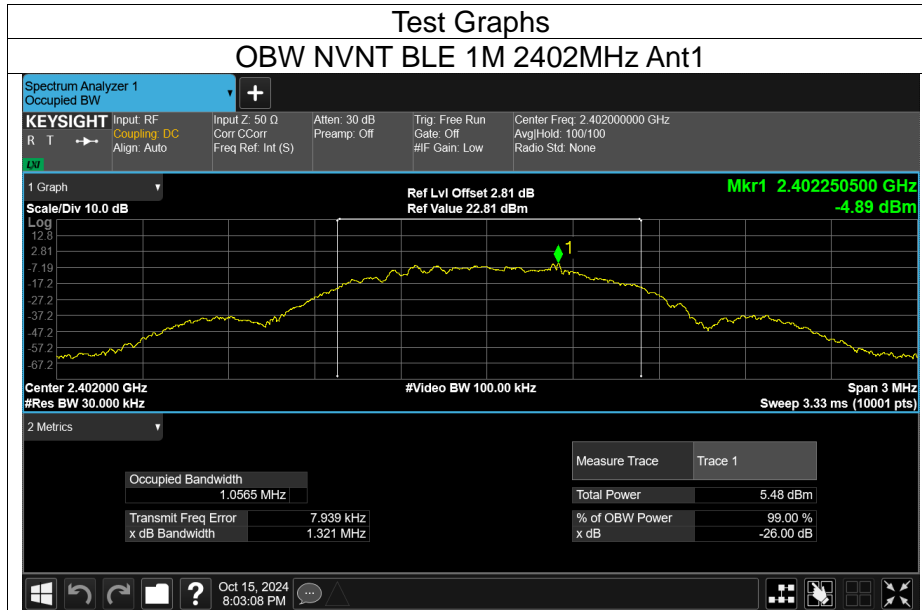 Test Graphs
OBW NVNT BLE 1M 2402MHz Ant1
Spectrum Analyzer 1
Occupied BW
+
KEYSIGHT Input: RF Input Z: 50 Ω Atten: 30 dB Trig: Free Run Center Freq: 2.402000000 GHz
R T Coupling: DC Corr CCorr Preamp: Off Gate: Off Avg|Hold: 100/100
Align: Auto Freq Ref: Int (S) #IF Gain: Low Radio Std: None
LXI
1 Graph Ref Lvl Offset 2.81 dB Mkr1 2.402250500 GHz
Scale/Div 10.0 dB Ref Value 22.81 dBm -4.89 dBm
Log
12.8
2.81
-7.19
-17.2
-27.2
-37.2
-47.2
-57.2
-67.2
1
Center 2.402000 GHz #Video BW 100.00 kHz Span 3 MHz
#Res BW 30.000 kHz Sweep 3.33 ms (10001 pts)
2 Metrics
Measure Trace Trace 1
Occupied Bandwidth
1.0565 MHz Total Power 5.48 dBm
Transmit Freq Error 7.939 kHz % of OBW Power 99.00 %
x dB Bandwidth 1.321 MHz x dB -26.00 dB
? Oct 15, 2024
8:03:08 PM